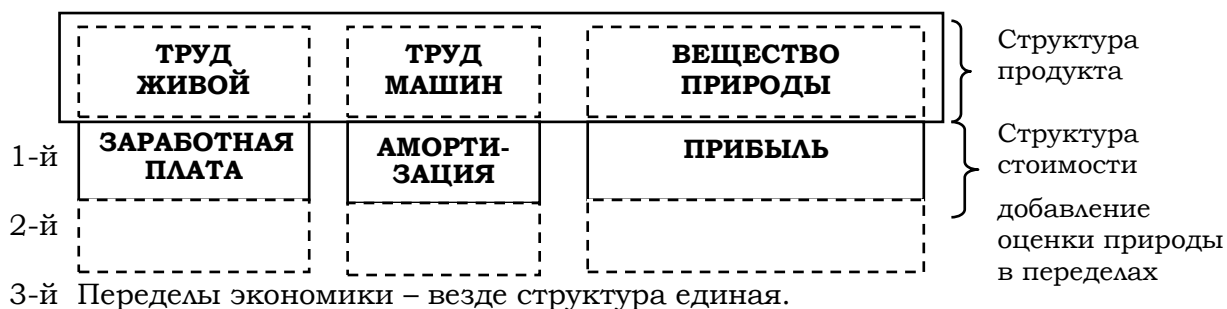 ТРУД ЖИВОЙ
ТРУД МАШИН
ВЕЩЕСТВО ПРИРОДЫ
Структура продукта
1-й
ЗАРАБОТНАЯ ПЛАТА
АМОРТИ-
ЗАЦИЯ
ПРИБЫЛЬ
Структура стоимости
2-й
добавление
оценки природы
в переделах
3-й Переделы экономики – везде структура единая.